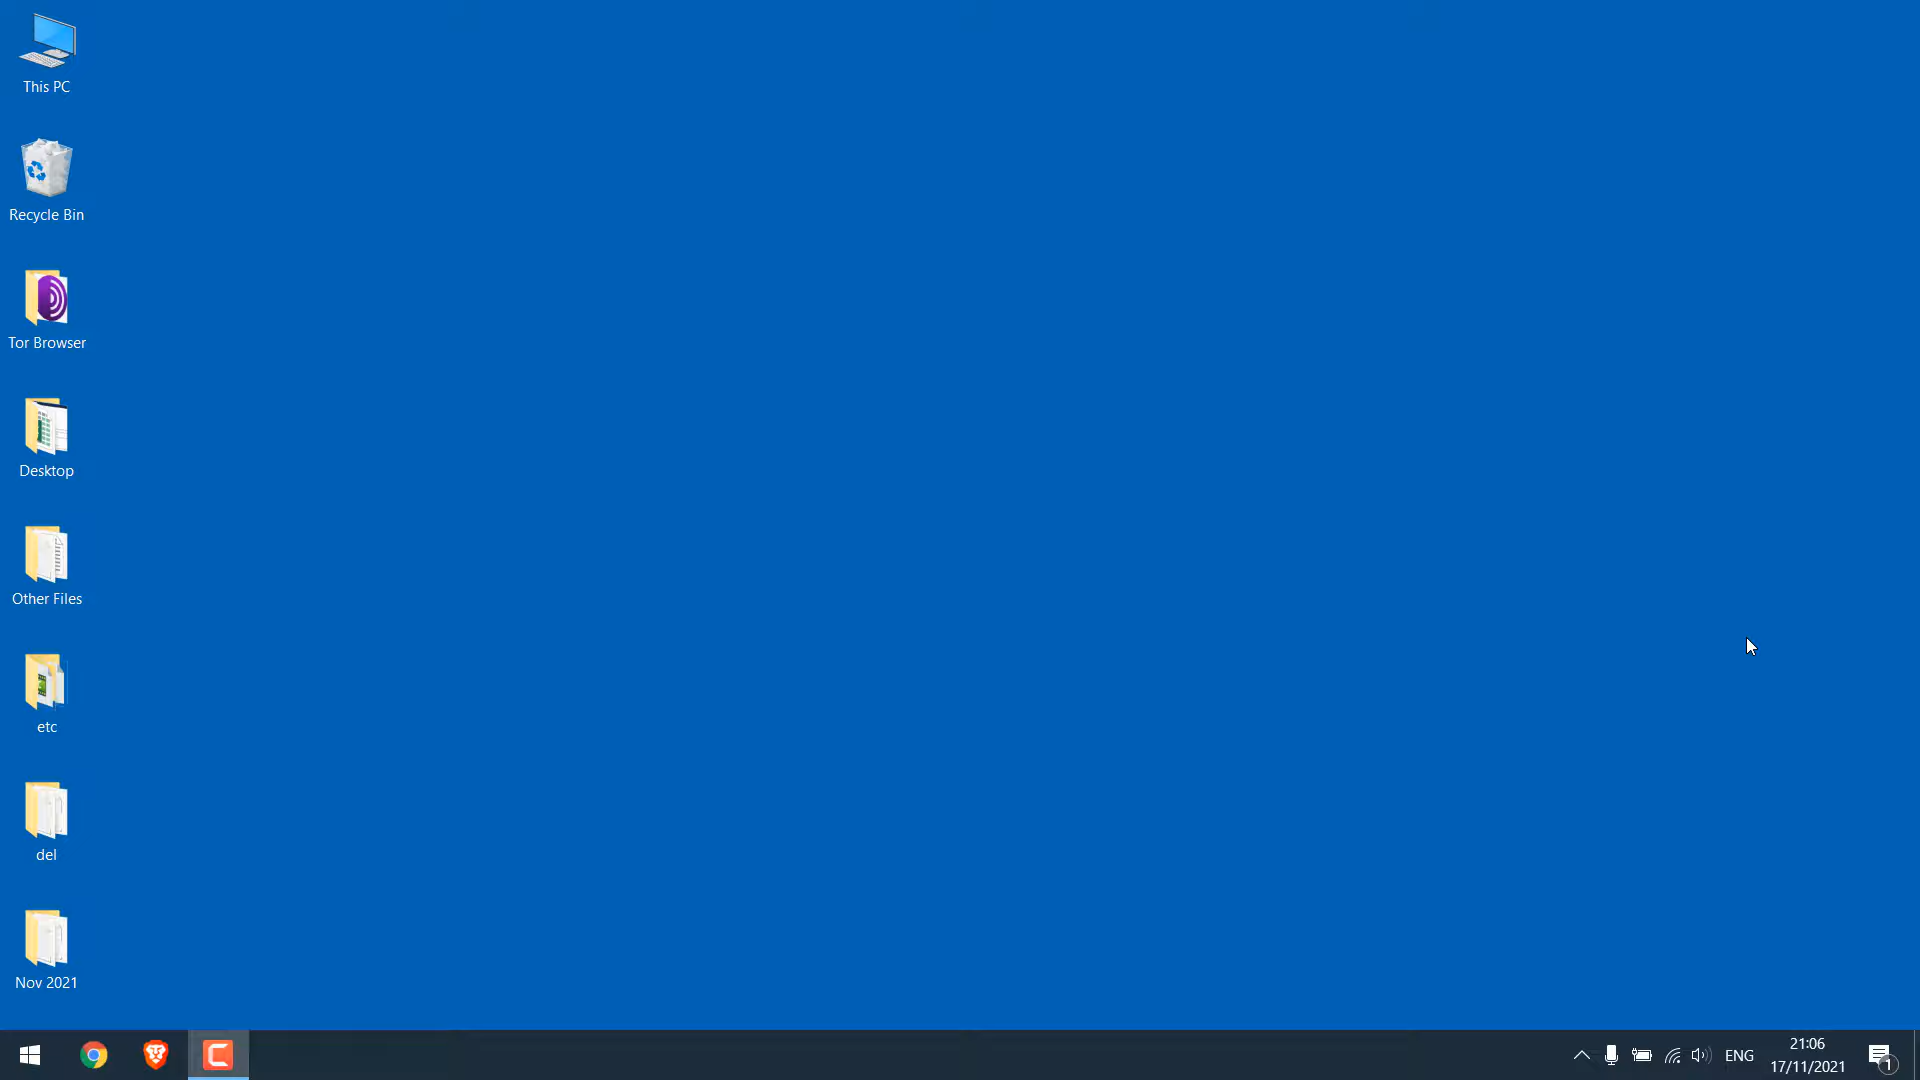 This PC
Recycle Bin
Tor Browser
Desktop
Other Files
etc
del
Nov 2021
ENG
21:06
17/11/2021
1